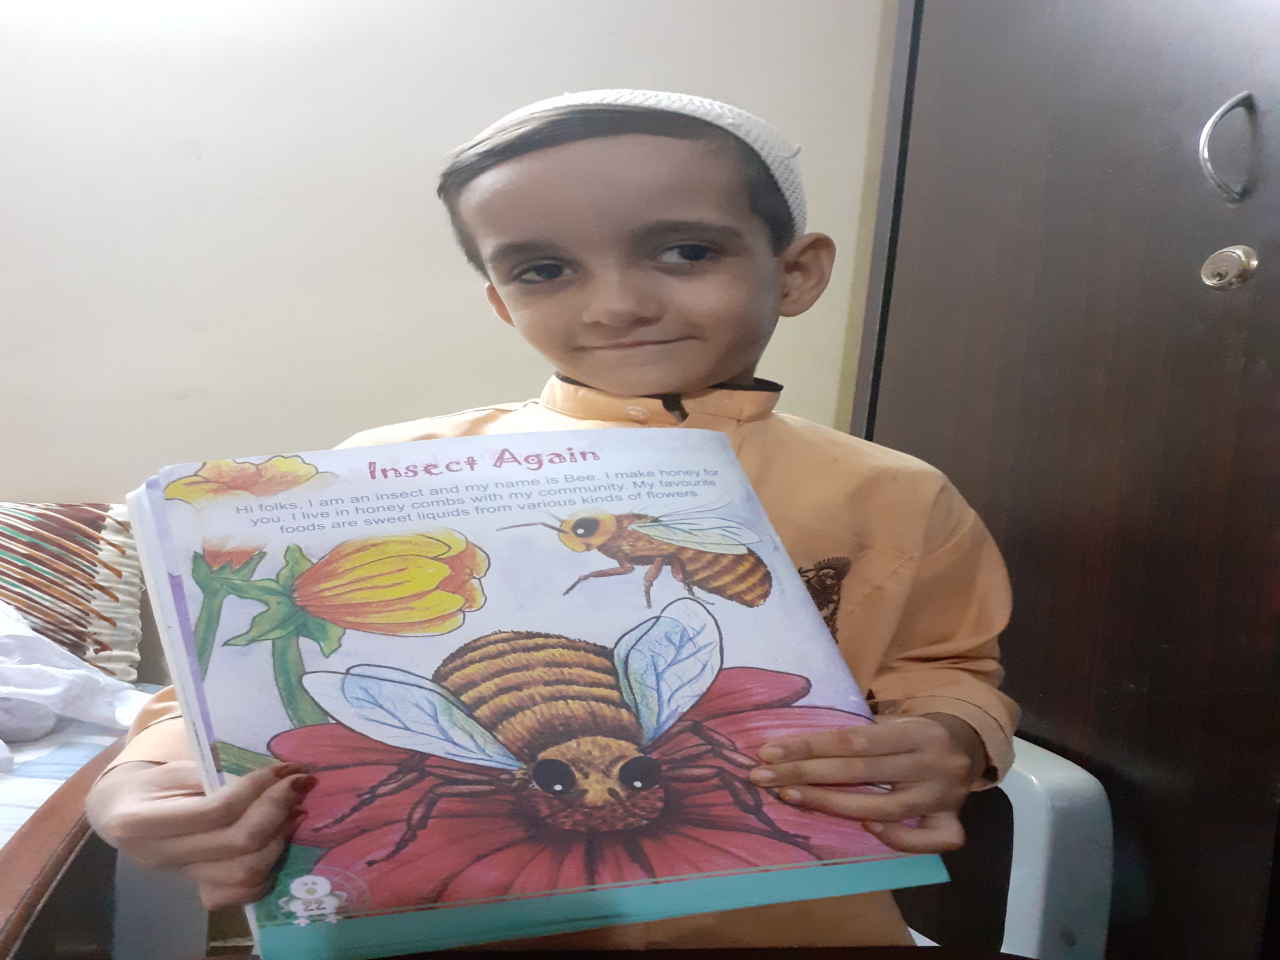 Insect Again
Hi folks, I am an insect and my name is Bee. I make honey for
you. I live in honey combs with my community. My favourite
foods are sweet liquids from various kinds of flowers
22